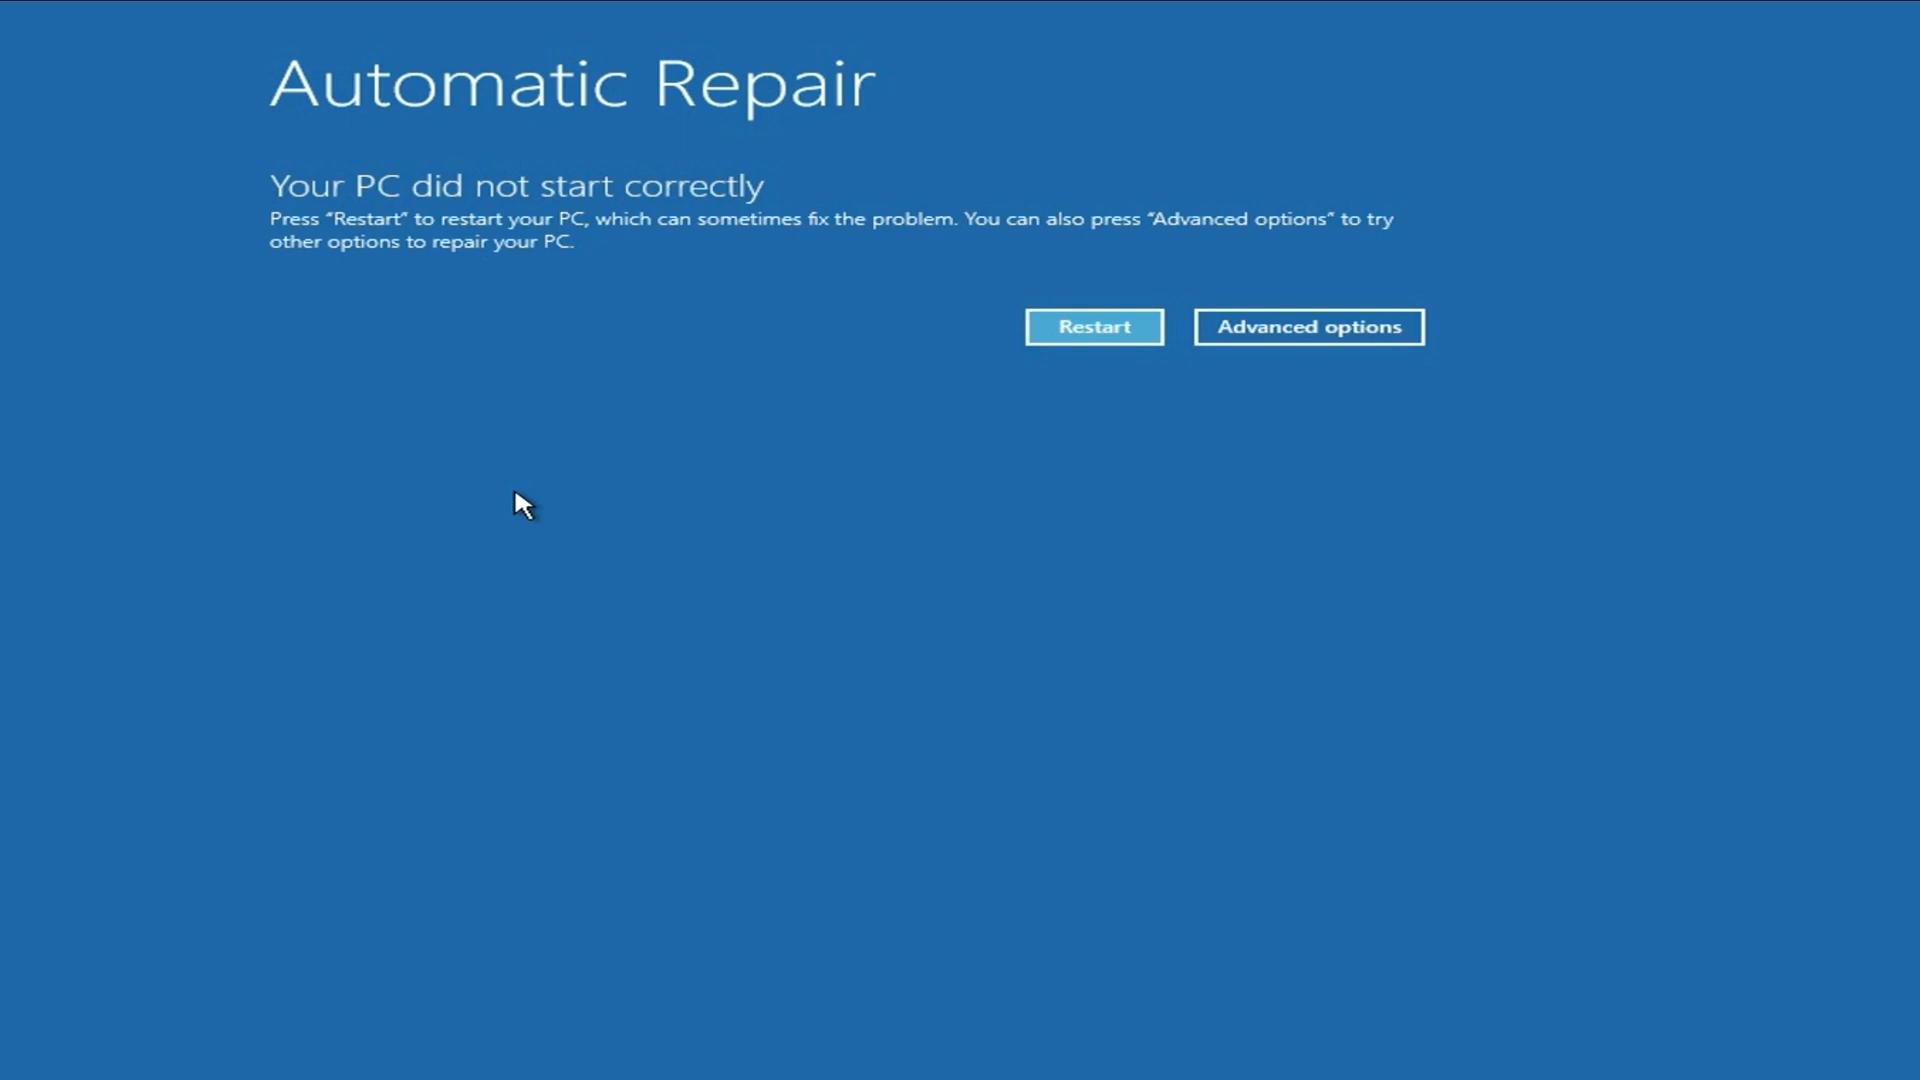 Automatic Repair
Your PC did not start correctly
Press “Restart” to restart your PC, which can sometimes fix the problem. You can also press “Advanced options” to try
other options to repair your PC.
Restart
Advanced options